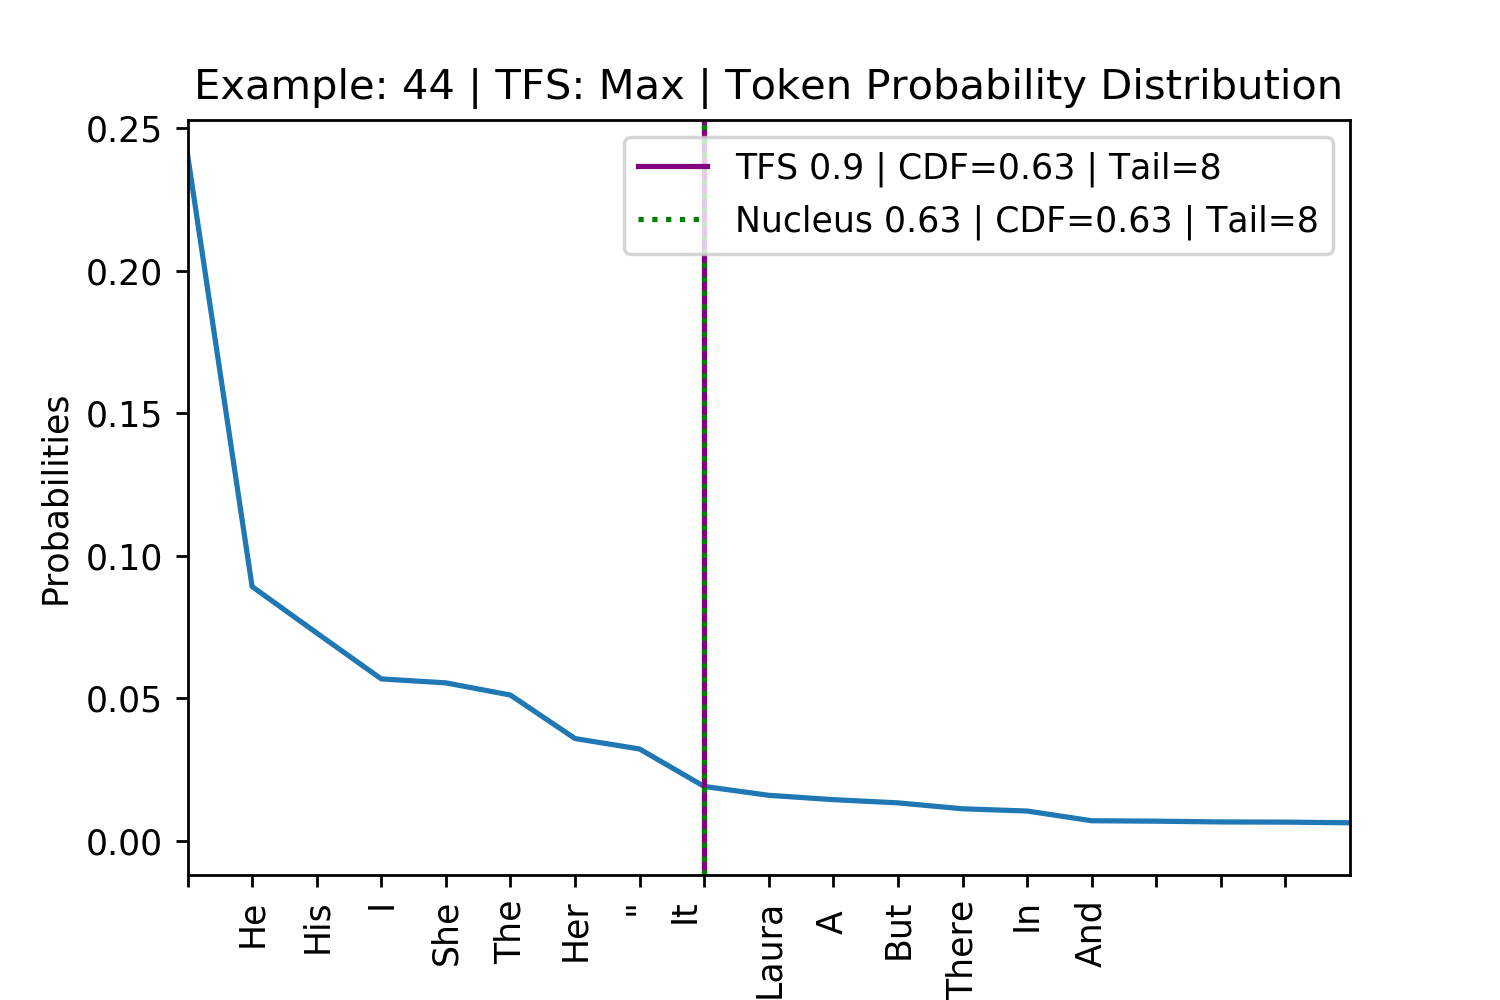 Example: 44 | TFS: Max | Token Probability Distribution
TFS 0.9 | CDF=0.63 | Tail=8
Nucleus 0.63 | CDF=0.63 | Tail=8
Probabilities
0.25
0.20
0.15
0.10
0.05
0.00
He
His
I
She
The
Her
"
It
Laura
A
But
There
In
And